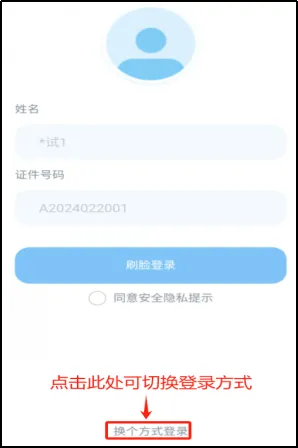 姓名
*试1
证件号码
A2024022001
刷脸登录
同意安全隐私提示
点击此处可切换登录方式
换个方式登录